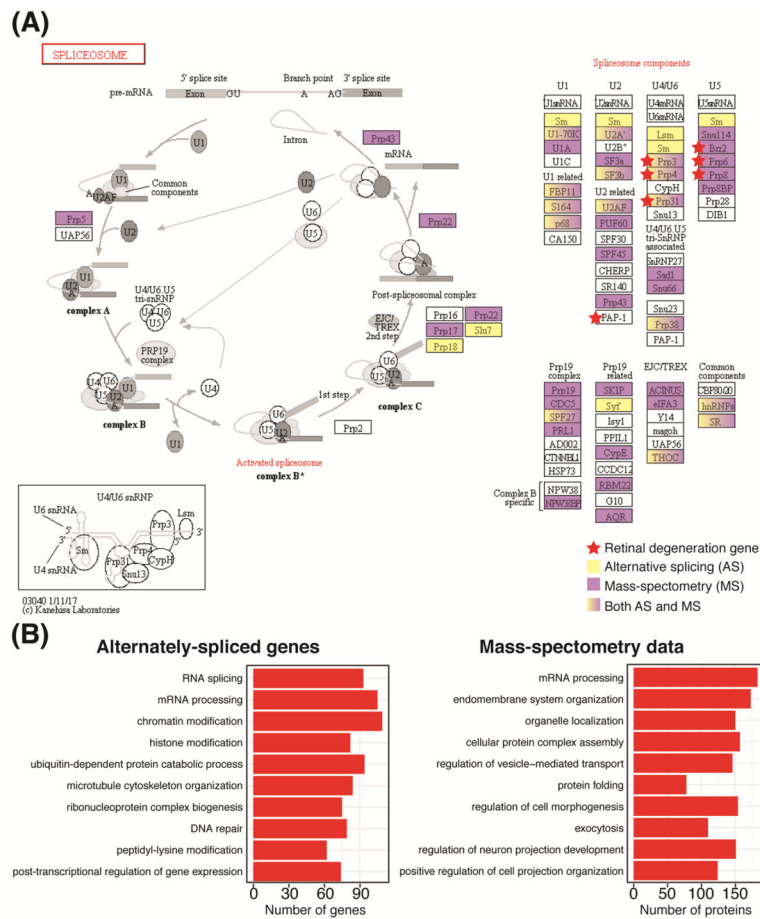 (A)
SPLICEOSOME
5' splice site
Branch point
3' splice site
pre-mRNA
Exon
GU
A
AG
Exon
Intron
Prp43
mRNA
U1
U1
A
U2AF
Common
components
U2
U6
U5
Prp5
UAP56
U2
Prp22
U1
U2
A
complex A
U4/U6.U5
tri-snRNP
U4
U6
U5
A
Post-spliceosomal complex
EJC/
TREX
2nd step
Prp16
Prp22
Prp17
Slu7
Prp18
PRP19
complex
U4
U6
U1
U5
U2
A
complex B
U4
U1
U6
U5
U2
A
complex C
1st step
U6
U5
U2
A
Prp2
Activated spliceosome
complex B*
U4/U6 snRNP
U6 snRNA
5'
3'
U4 snRNA
Sm
Prp31
Snu13
Prp4
CypH
Prp3
5'
Lsm
3'
03040 1/11/17
(c) Kanehisa Laboratories
Spliceosome components
U1
U1snRNA
Sm
U1-70K
U1A
U1C
U1 related
FBP11
S164
p68
CA150
U2
U2snRNA
Sm
U2A'
U2B"
SF3a
SF3b
U2 related
U2AF
PUF60
SPF30
SPF45
CHERP
SR140
Prp43
PAP-1
U4/U6
U4snRNA
U6snRNA
Lsm
Sm
Prp3
Prp4
CypH
Prp31
Snu13
U4/U6.U5
tri-SnRNP
associated
SnRNP27
Sad1
Snu66
Snu23
Prp38
PAP-1
U5
U5snRNA
Sm
Snu114
Brr2
Prp6
Prp8
Prp8BP
Prp28
DIB1
Prp19
complex
Prp19
CDC5
SPF27
PRL1
AD002
CTNNBL1
HSP73
Complex B
specific
NPW38
NPW38BP
Prp19
related
SKIP
Syf
Isy1
PPIL1
CypE
CCDC12
RBM22
G10
AQR
EJC/TREX
ACINUS
eIFA3
Y14
magoh
UAP56
THOC
Common
components
CBP80/20
hnRNPs
SR
Retinal degeneration gene
Alternative splicing (AS)
Mass-spectometry (MS)
Both AS and MS
(B)
Alternately-spliced genes
RNA splicing
mRNA processing
chromatin modification
histone modification
ubiquitin-dependent protein catabolic process
microtubule cytoskeleton organization
ribonucleoprotein complex biogenesis
DNA repair
peptidyl-lysine modification
post-transcriptional regulation of gene expression
0 30 60 90
Number of genes
Mass-spectometry data
mRNA processing
endomembrane system organization
organelle localization
cellular protein complex assembly
regulation of vesicle−mediated transport
protein folding
regulation of cell morphogenesis
exocytosis
regulation of neuron projection development
positive regulation of cell projection organization
0 50 100 150
Number of proteins